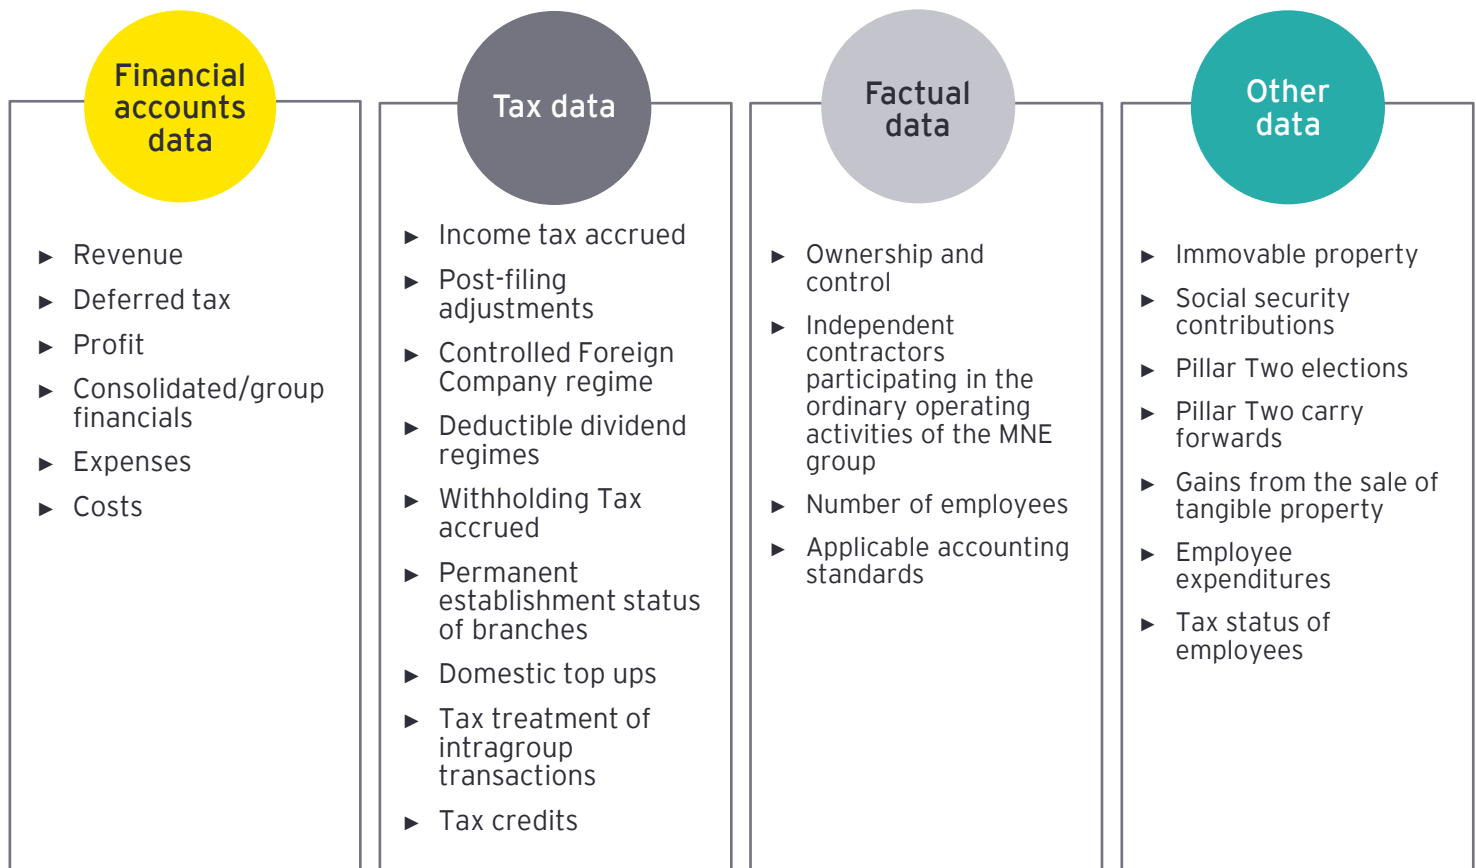 Financial
accounts
data
► Revenue
► Deferred tax
► Profit
► Consolidated/group
financials
► Expenses
► Costs
Tax data
► Income tax accrued
► Post-filing
adjustments
► Controlled Foreign
Company regime
► Deductible dividend
regimes
► Withholding Tax
accrued
► Permanent
establishment status
of branches
► Domestic top ups
► Tax treatment of
intragroup
transactions
► Tax credits
Factual
data
► Ownership and
control
► Independent
contractors
participating in the
ordinary operating
activities of the MNE
group
► Number of employees
► Applicable accounting
standards
Other
data
► Immovable property
► Social security
contributions
► Pillar Two elections
► Pillar Two carry
forwards
► Gains from the sale of
tangible property
► Employee
expenditures
► Tax status of
employees